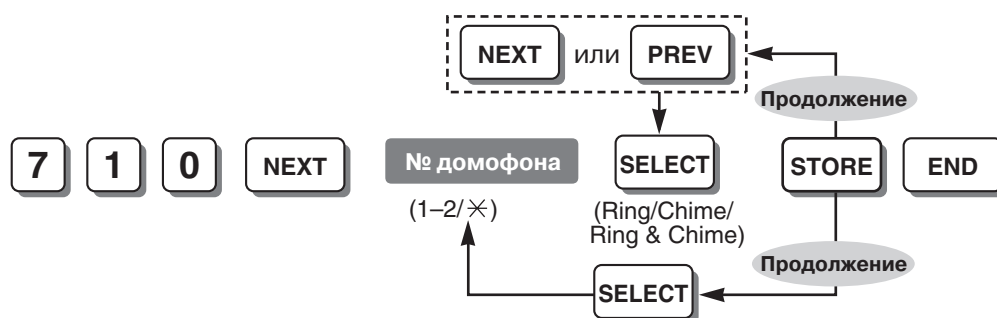 NEXT или PREV
Продолжение
7 1 0 NEXT № домофона SELECT STORE END
(1–2/✳) (Ring/Chime/
Ring & Chime)
Продолжение
SELECT